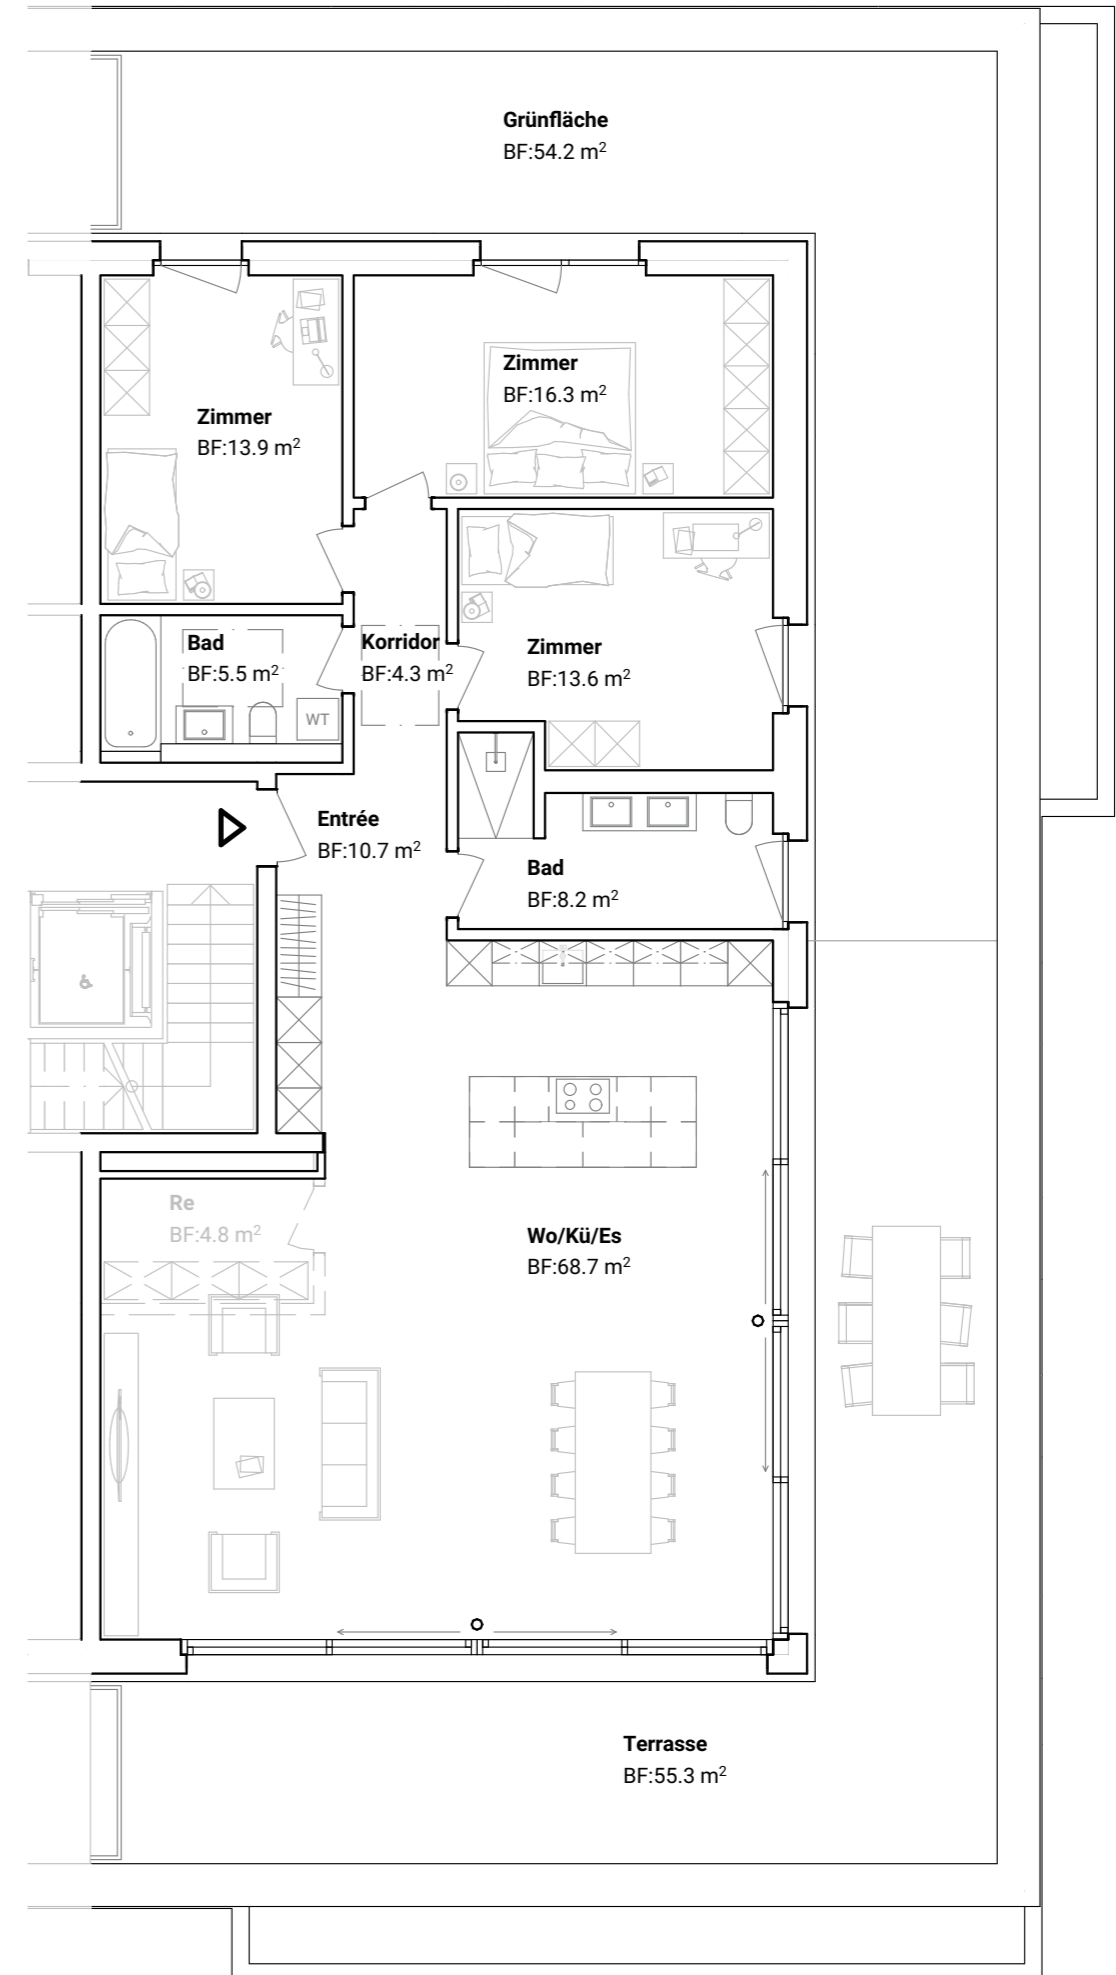 Grünfläche
BF:54.2 m²
Zimmer
BF:16.3 m²
Zimmer
BF:13.9 m²
Bad
BF:5.5 m²
WT
Korridor
BF:4.3 m²
Zimmer
BF:13.6 m²
Entrée
BF:10.7 m²
Bad
BF:8.2 m²
Re
BF:4.8 m²
Wo/Kü/Es
BF:68.7 m²
Terrasse
BF:55.3 m²